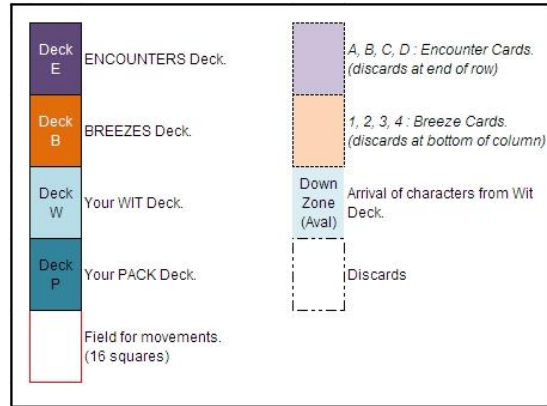 Deck
E
ENCOUNTERS Deck.
Deck
B
BREEZES Deck.
Deck
W
Your WIT Deck.
Deck
P
Your PACK Deck.
Field for movements.
(16 squares)
A, B, C, D : Encounter Cards.
(discards at end of row)
1, 2, 3, 4 : Breeze Cards.
(discards at bottom of column)
Down
Zone
(Aval)
Arrival of characters from Wit
Deck.
Discards